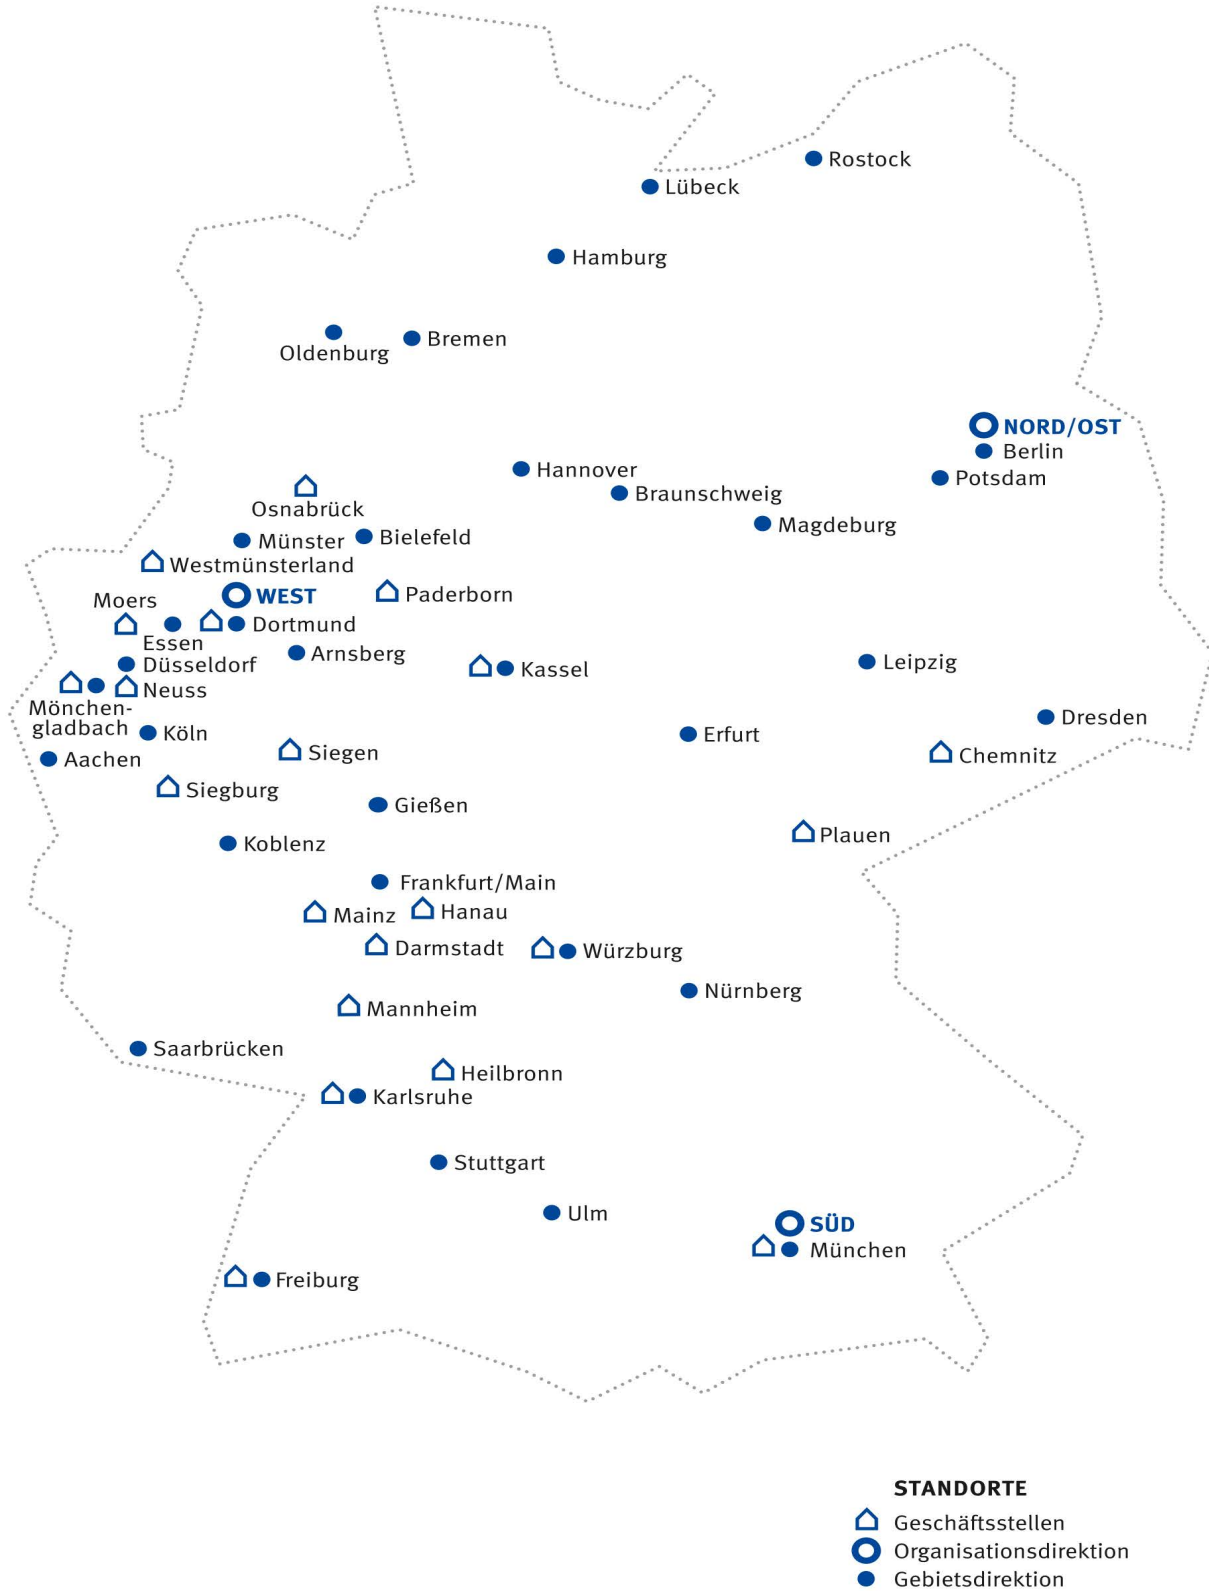 Rostock
Lübeck
Hamburg
Oldenburg
Bremen
NORD/OST
Berlin
Potsdam
Hannover
Braunschweig
Magdeburg
Osnabrück
Münster
Bielefeld
Westmünsterland
WEST
Paderborn
Moers
Essen
Dortmund
Düsseldorf
Arnsberg
Kassel
Leipzig
Neuss
Mönchen-
gladbach
Köln
Aachen
Siegen
Erfurt
Dresden
Chemnitz
Siegburg
Gießen
Plauen
Koblenz
Frankfurt/Main
Mainz
Hanau
Darmstadt
Würzburg
Nürnberg
Mannheim
Saarbrücken
Heilbronn
Karlsruhe
Stuttgart
Ulm
SÜD
München
Freiburg
STANDORTE
Geschäftsstellen
Organisationsdirektion
Gebietsdirektion